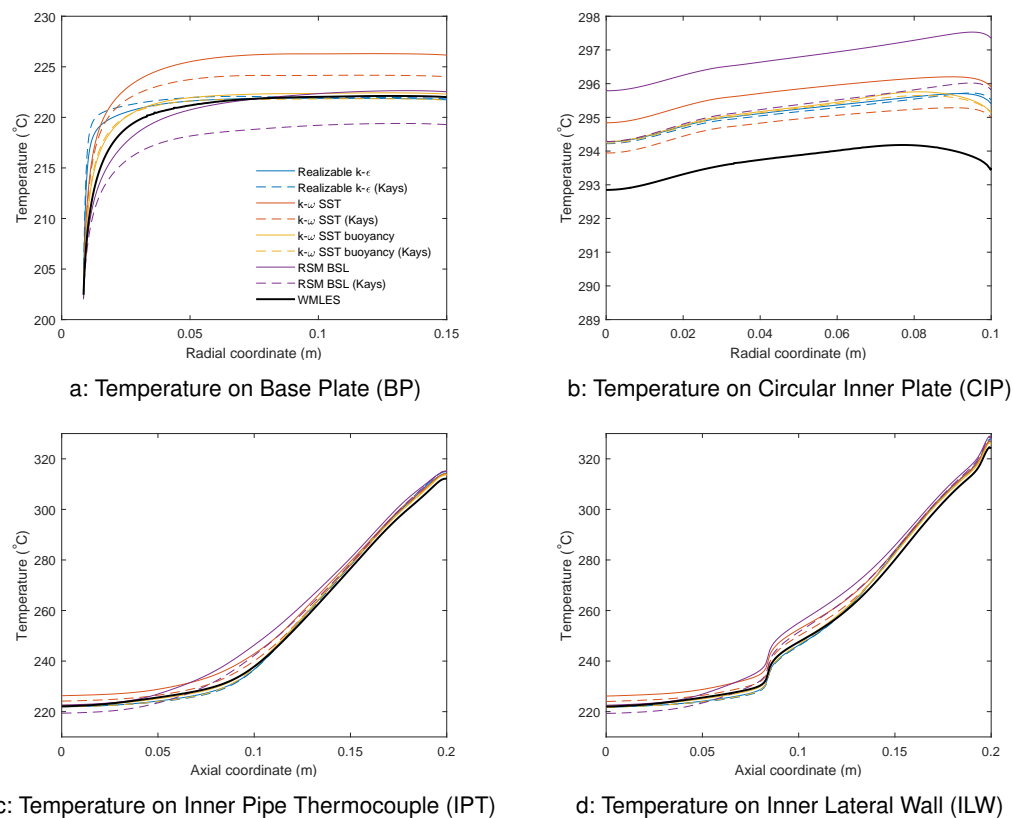 230
225
220
215
210
205
200
Temperature (°C)
Realizable k-ϵ
Realizable k-ϵ (Kays)
k-ω SST
k-ω SST (Kays)
k-ω SST buoyancy
k-ω SST buoyancy (Kays)
RSM BSL
RSM BSL (Kays)
WMLES
0 0.05 0.1 0.15
Radial coordinate (m)
a: Temperature on Base Plate (BP)
298
297
296
295
294
293
292
291
290
289
Temperature (°C)
0 0.02 0.04 0.06 0.08 0.1
Radial coordinate (m)
b: Temperature on Circular Inner Plate (CIP)
320
300
280
260
240
220
Temperature (°C)
0 0.05 0.1 0.15 0.2
Axial coordinate (m)
c: Temperature on Inner Pipe Thermocouple (IPT)
320
300
280
260
240
220
Temperature (°C)
0 0.05 0.1 0.15 0.2
Axial coordinate (m)
d: Temperature on Inner Lateral Wall (ILW)